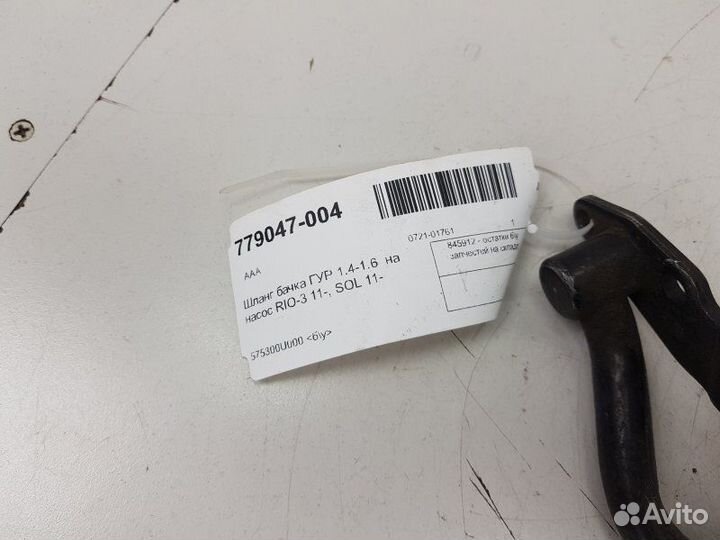 779047-004
0721-01761
1
AAA
845912 - остатки б\у
запчастей на складе
Шланг бачка ГУР 1.4-1.6 на
насос RIO-3 11-, SOL 11-
575300U000 <б\у>
Avito